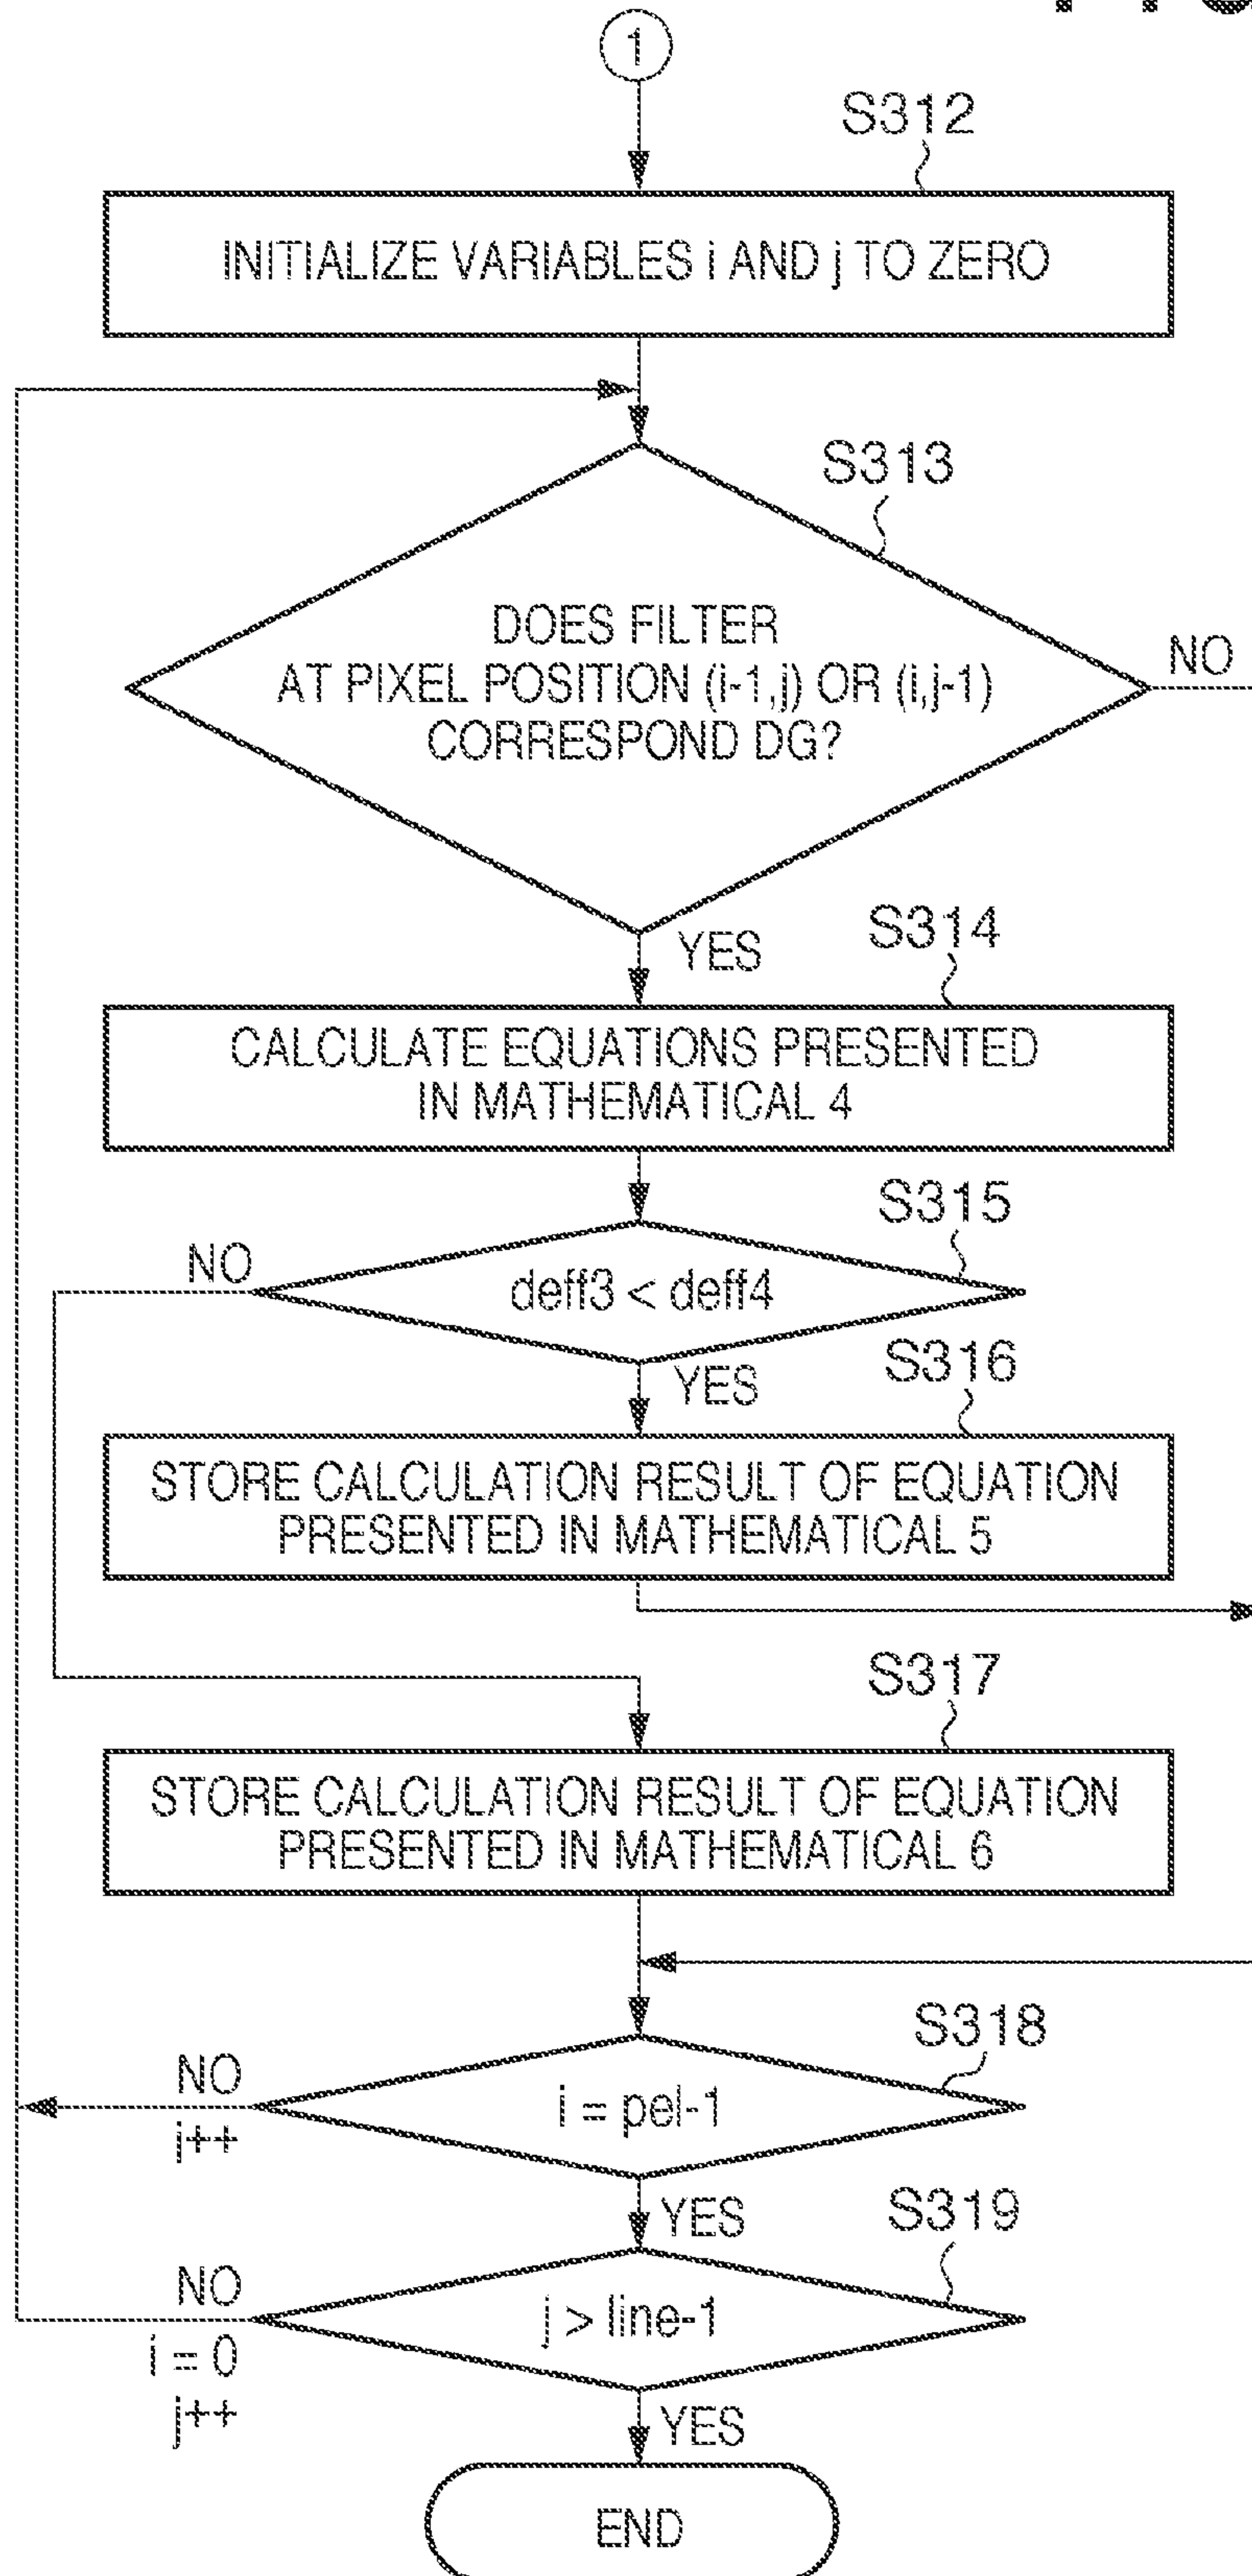 1
S312
INITIALIZE VARIABLES i AND j TO ZERO
S313
DOES FILTER
AT PIXEL POSITION (i-1,j) OR (i,j-1)
CORRESPOND DG?
NO
YES
S314
CALCULATE EQUATIONS PRESENTED
IN MATHEMATICAL 4
S315
NO
deff3 < deff4
YES
S316
STORE CALCULATION RESULT OF EQUATION
PRESENTED IN MATHEMATICAL 5
S317
STORE CALCULATION RESULT OF EQUATION
PRESENTED IN MATHEMATICAL 6
S318
NO
i = pel-1
j++
YES
S319
NO
j > line-1
i = 0
j++
YES
END